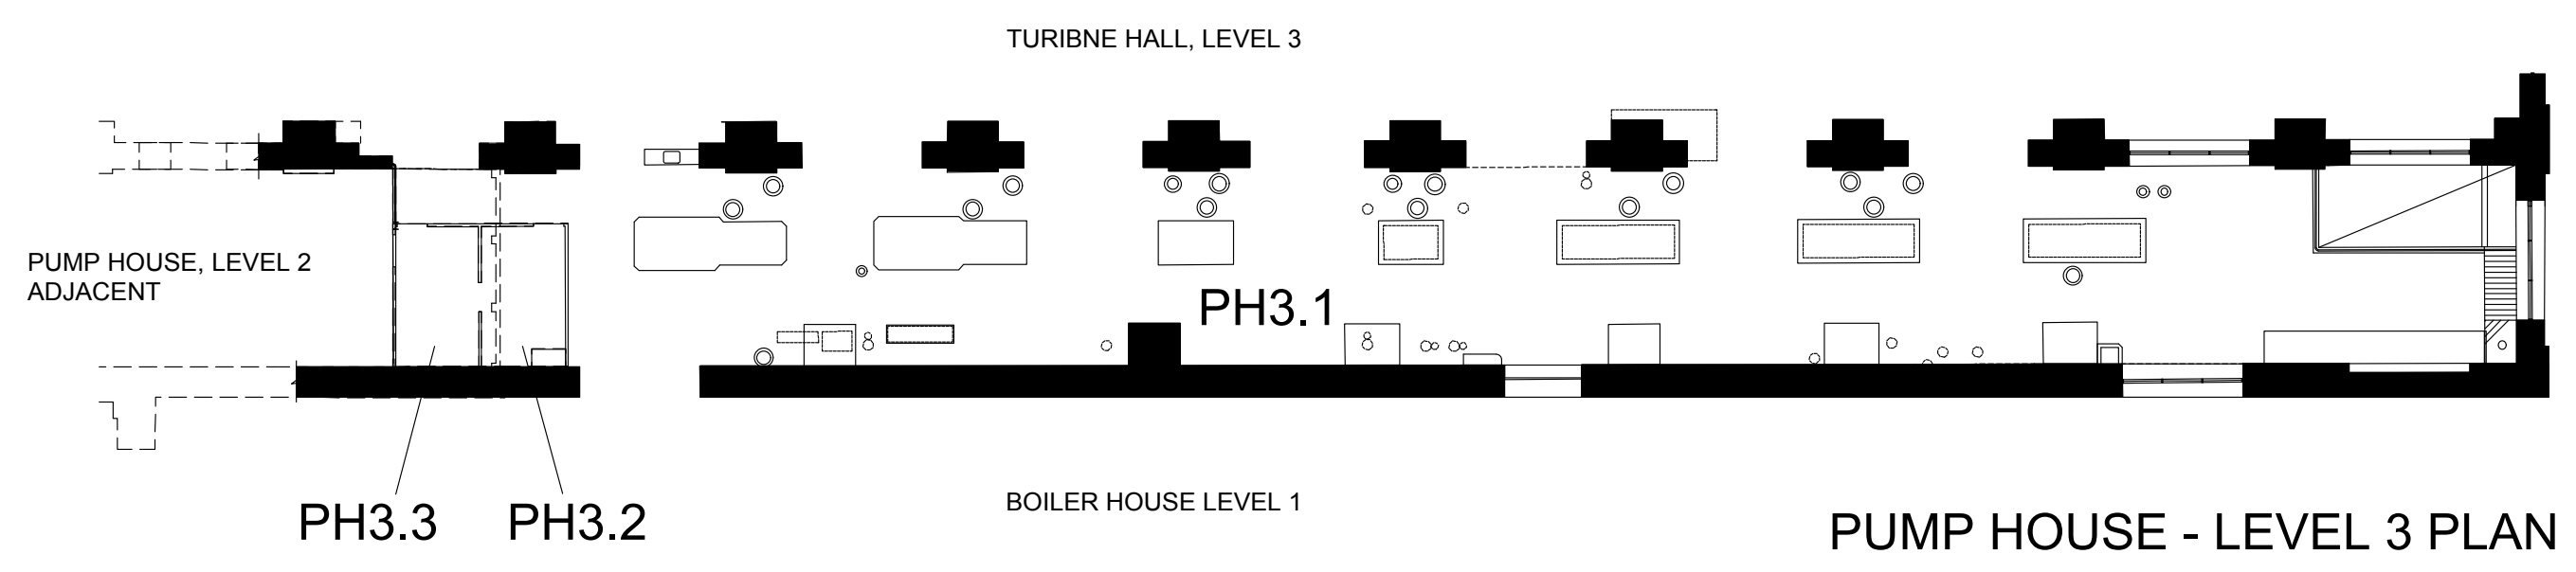 TURIBNE HALL, LEVEL 3
PUMP HOUSE, LEVEL 2
ADJACENT
PH3.1
BOILER HOUSE LEVEL 1
PH3.3
PH3.2
PUMP HOUSE - LEVEL 3 PLAN